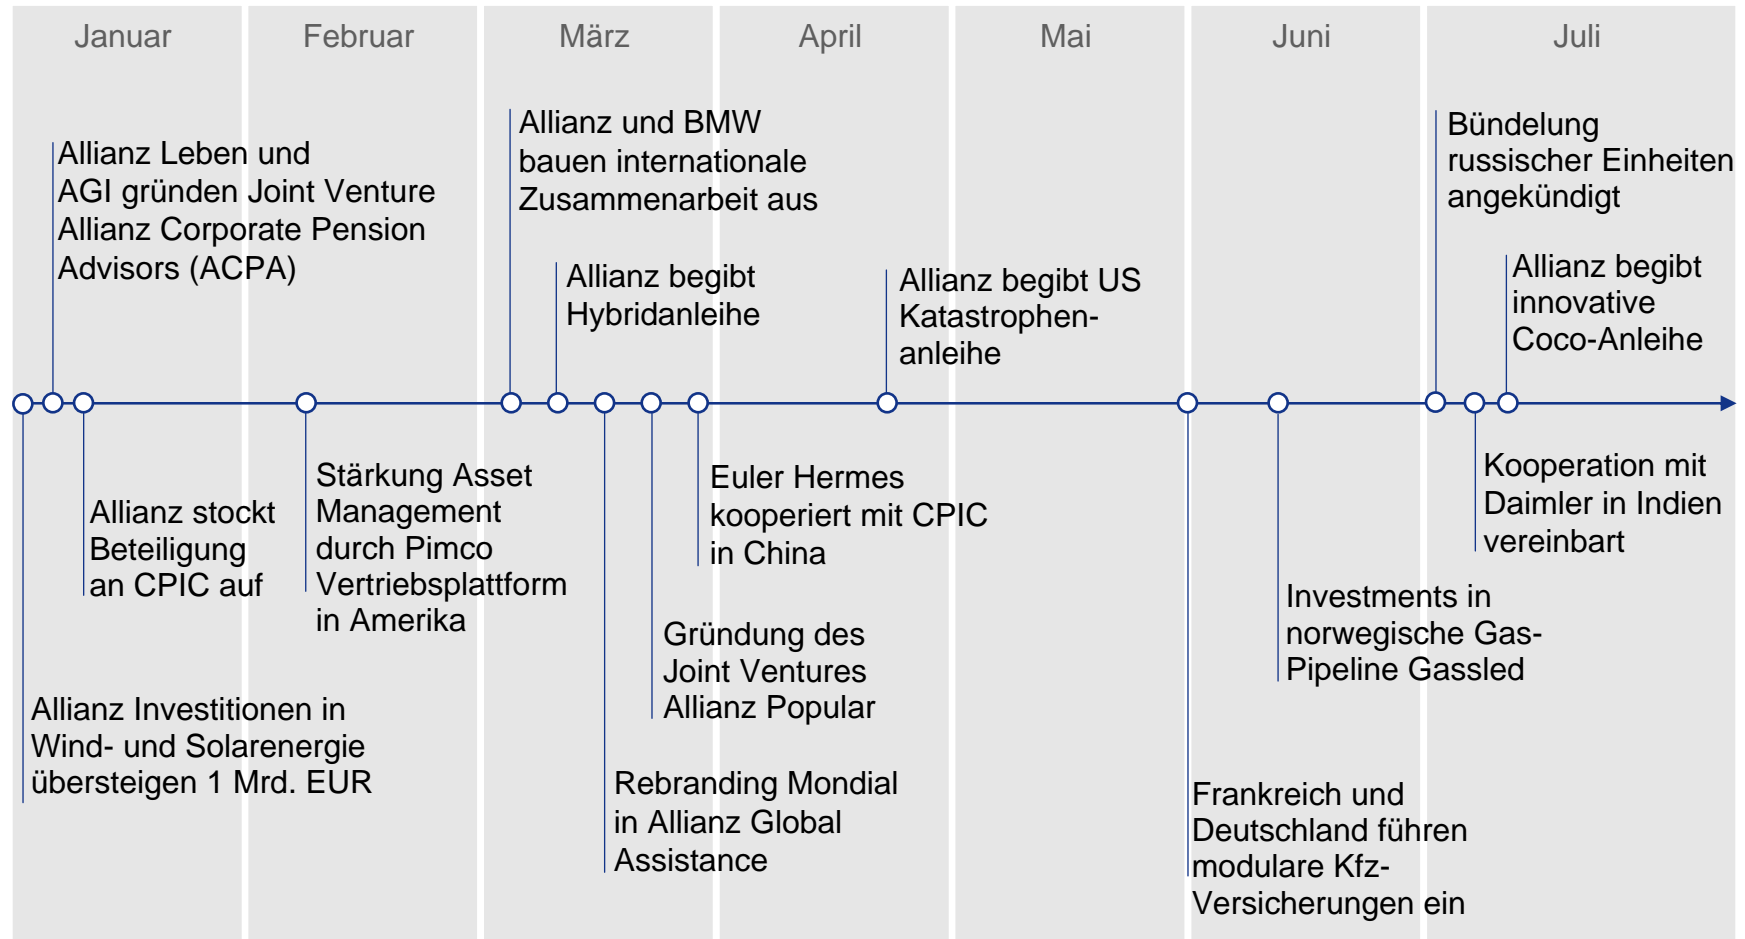 Januar
Februar
März
April
Mai
Juni
Juli
Allianz Leben und
AGI gründen Joint Venture
Allianz Corporate Pension
Advisors (ACPA)
Allianz und BMW
bauen internationale
Zusammenarbeit aus
Allianz begibt
Hybridanleihe
Allianz begibt US
Katastrophen-
anleihe
Bündelung
russischer Einheiten
angekündigt
Allianz begibt
innovative
Coco-Anleihe
Allianz Investitionen in
Wind- und Solarenergie
übersteigen 1 Mrd. EUR
Allianz stockt
Beteiligung
an CPIC auf
Stärkung Asset
Management
durch Pimco
Vertriebsplattform
in Amerika
Rebranding Mondial
in Allianz Global
Assistance
Gründung des
Joint Ventures
Allianz Popular
Euler Hermes
kooperiert mit CPIC
in China
Frankreich und
Deutschland führen
modulare Kfz-
Versicherungen ein
Investments in
norwegische Gas-
Pipeline Gassled
Kooperation mit
Daimler in Indien
vereinbart